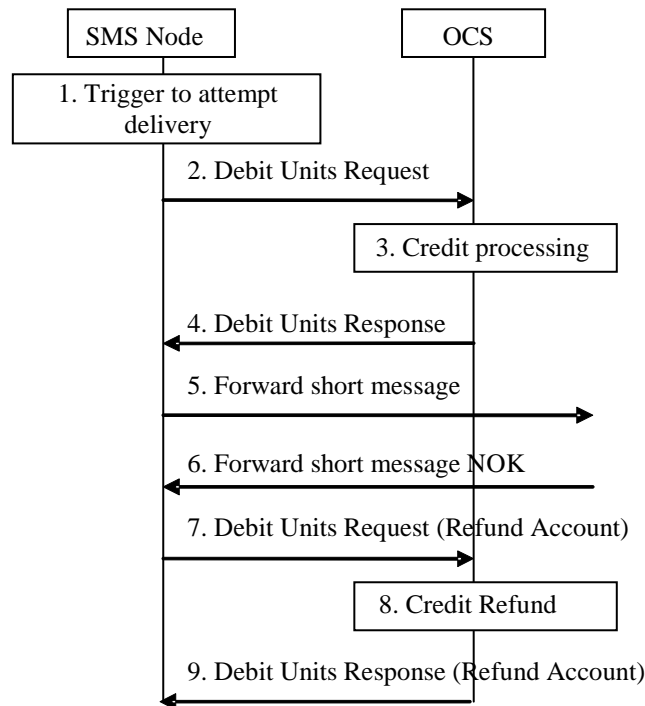 SMS Node
OCS
1. Trigger to attempt
delivery
2. Debit Units Request
3. Credit processing
4. Debit Units Response
5. Forward short message
6. Forward short message NOK
7. Debit Units Request (Refund Account)
8. Credit Refund
9. Debit Units Response (Refund Account)